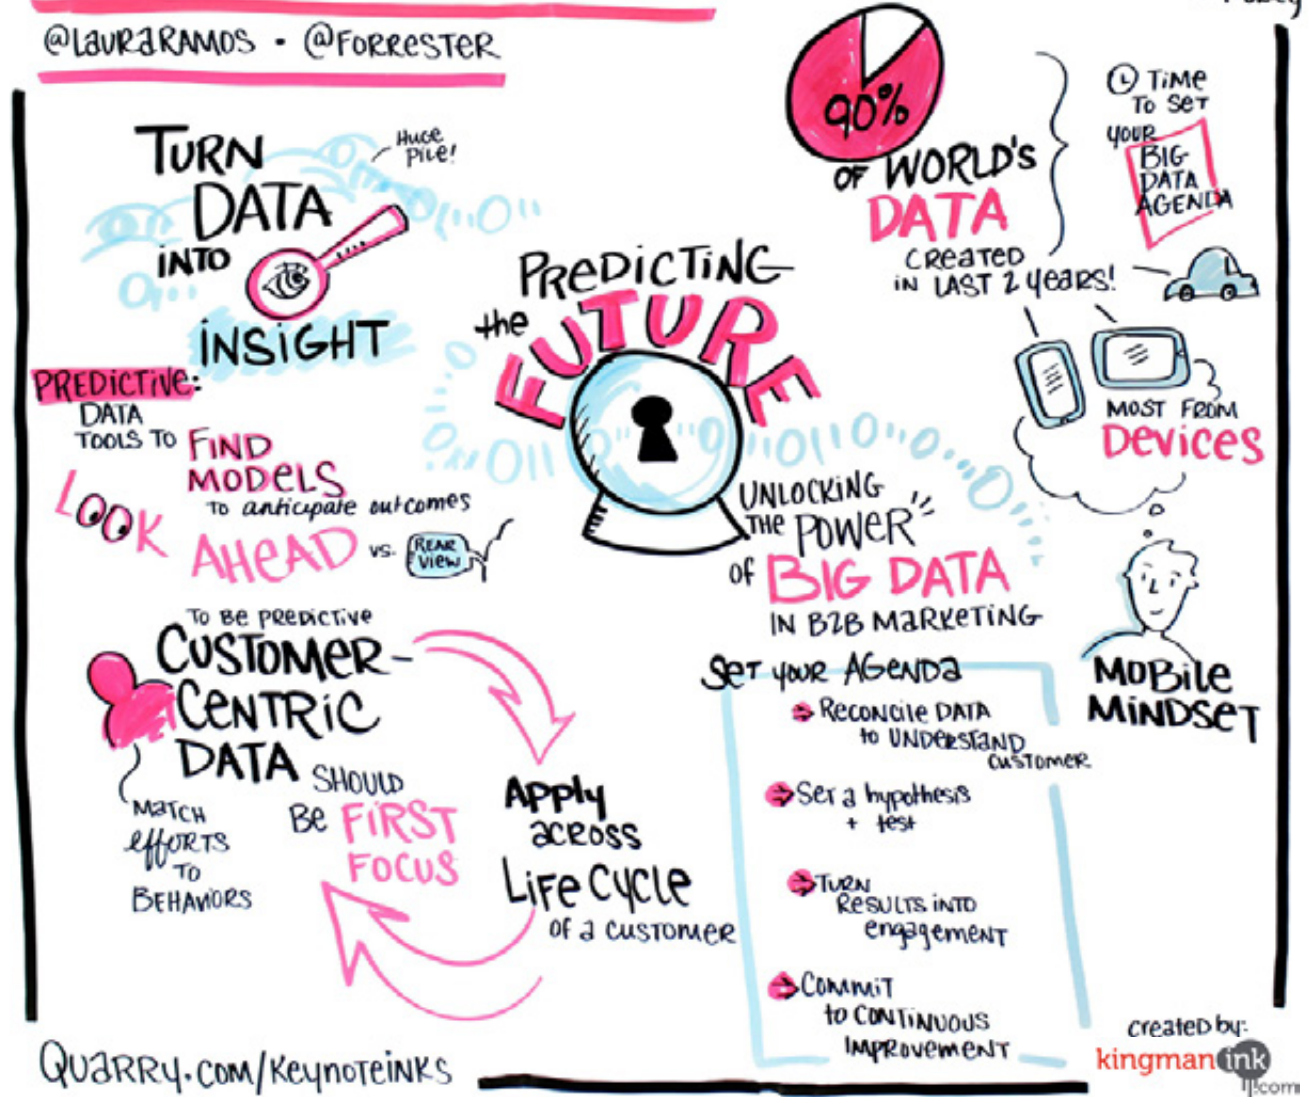 @LauraRamos • @Forrester
Turn
Data
into
Insight
Huge
Pile!
Predictive:
Data
Tools to Find
Models
to anticipate outcomes
Look
Ahead vs. Rear
View
To be predictive
Customer-
Centric
Data
should
be First
Focus
Match
efforts
to
Behaviors
Apply
across
Life Cycle
of a customer
Predicting
the
Future
Unlocking
the Power
of Big Data
in B2B Marketing
90%
of World's
Data
created
in last 2 years!
Time
to set
your
Big
Data
Agenda
Most from
Devices
Mobile
Mindset
Set your Agenda
Reconcile Data
to understand
customer
Set a hypothesis
+ test
Turn
results into
engagement
Commit
to continuous
improvement
Quarry.com/keynoteinks
created by:
kingman ink
.com